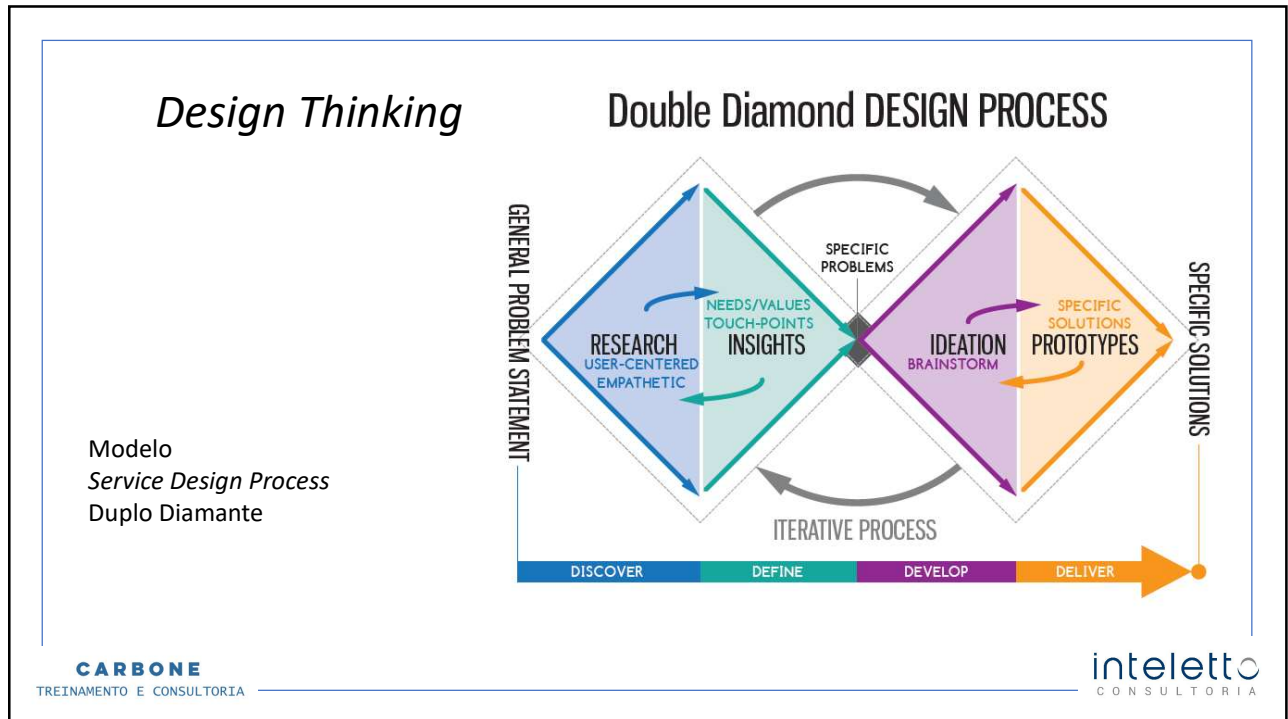 Design Thinking
Double Diamond DESIGN PROCESS
GENERAL PROBLEM STATEMENT
SPECIFIC
PROBLEMS
RESEARCH
USER-CENTERED
EMPATHETIC
NEEDS/VALUES
TOUCH-POINTS
INSIGHTS
IDEATION
BRAINSTORM
SPECIFIC
SOLUTIONS
PROTOTYPES
SPECIFIC SOLUTIONS
Modelo
Service Design Process
Duplo Diamante
ITERATIVE PROCESS
DISCOVER
DEFINE
DEVELOP
DELIVER
CARBONE
TREINAMENTO E CONSULTORIA
inteletto
CONSULTORIA